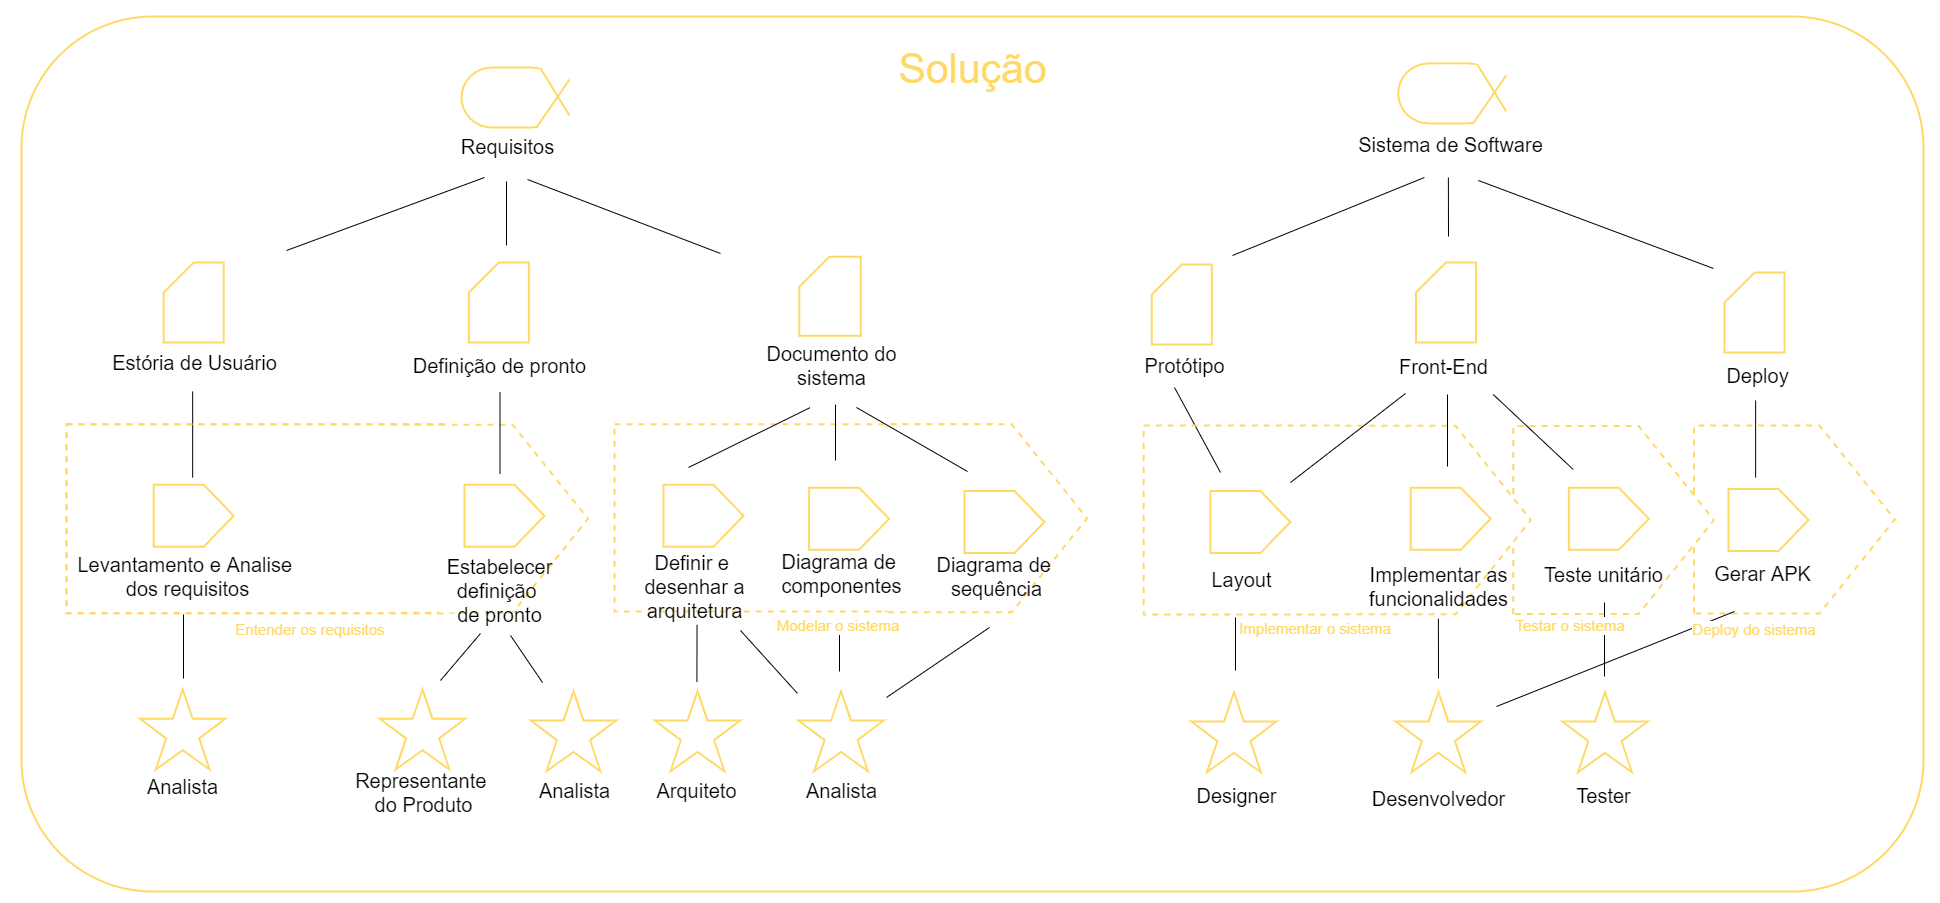 Solução
Requisitos
Sistema de Software
Estória de Usuário
Definição de pronto
Documento do
sistema
Protótipo
Front-End
Deploy
Levantamento e Analise
dos requisitos
Estabelecer
definição
de pronto
Definir e
desenhar a
arquitetura
Diagrama de
componentes
Diagrama de
sequência
Layout
Implementar as
funcionalidades
Teste unitário
Gerar APK
Entender os requisitos
Modelar o sistema
Implementar o sistema
Testar o sistema
Deploy do sistema
Analista
Representante
do Produto
Analista
Arquiteto
Analista
Designer
Desenvolvedor
Tester